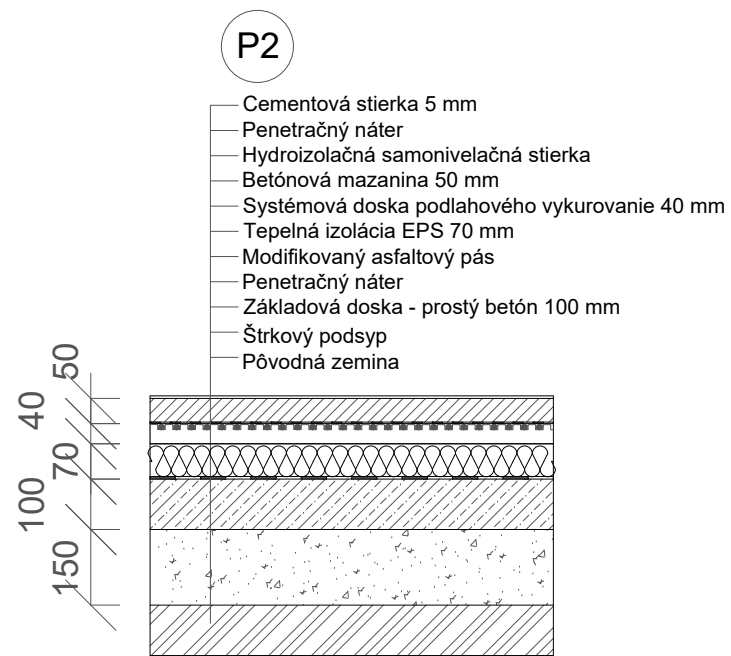 P2
Cementová stierka 5 mm
Penetračný náter
Hydroizolačná samonivelačná stierka
Betónová mazanina 50 mm
Systémová doska podlahového vykurovanie 40 mm
Tepelná izolácia EPS 70 mm
Modifikovaný asfaltový pás
Penetračný náter
Základová doska - prostý betón 100 mm
Štrkový podsyp
Pôvodná zemina
50
40
70
100
150